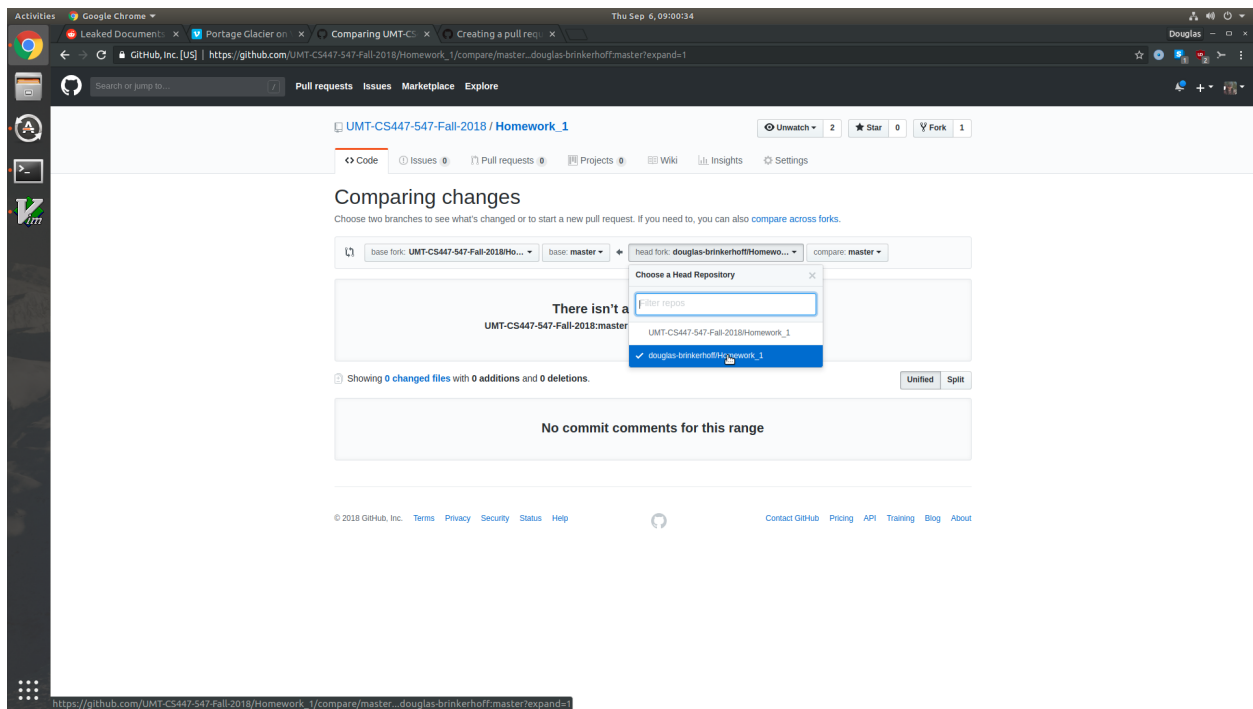 Activities Google Chrome Thu Sep 6, 09:00:34
Leaked Documents Portage Glacier on Comparing UMT-CS Creating a pull requ Douglas
GitHub, Inc. [US] | https://github.com/UMT-CS447-547-Fall-2018/Homework_1/compare/master...douglas-brinkerhoff:master?expand=1
Search or jump to... / Pull requests Issues Marketplace Explore
UMT-CS447-547-Fall-2018 / Homework_1 Unwatch 2 Star 0 Fork 1
Code Issues 0 Pull requests 0 Projects 0 Wiki Insights Settings
Comparing changes
Choose two branches to see what's changed or to start a new pull request. If you need to, you can also compare across forks.
base fork: UMT-CS447-547-Fall-2018/Ho... base: master head fork: douglas-brinkerhoff/Homewo... compare: master
Choose a Head Repository
Filter repos
There isn't a
UMT-CS447-547-Fall-2018:master
UMT-CS447-547-Fall-2018/Homework_1
douglas-brinkerhoff/Homework_1
Showing 0 changed files with 0 additions and 0 deletions. Unified Split
No commit comments for this range
© 2018 GitHub, Inc. Terms Privacy Security Status Help Contact GitHub Pricing API Training Blog About
https://github.com/UMT-CS447-547-Fall-2018/Homework_1/compare/master...douglas-brinkerhoff:master?expand=1